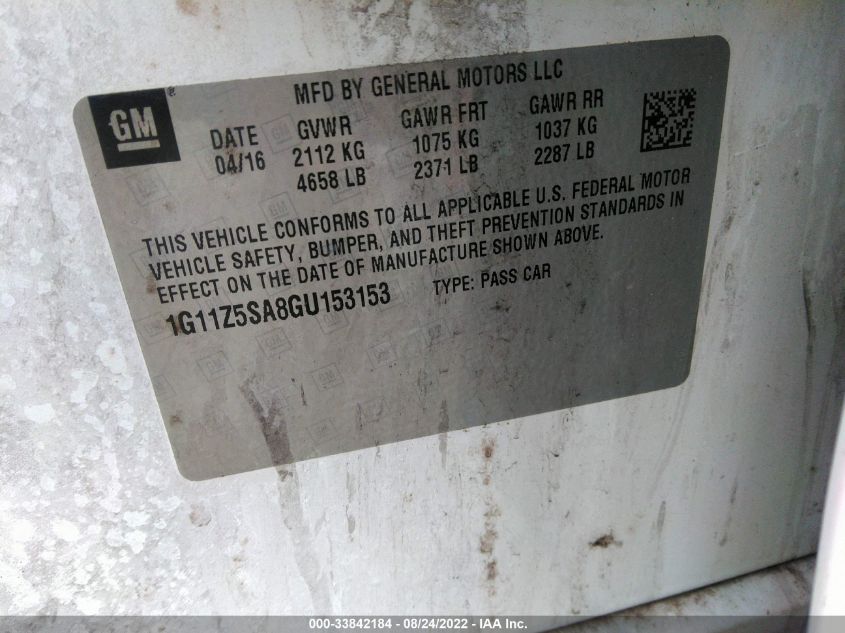 MFD BY GENERAL MOTORS LLC
GM
®
DATE GVWR GAWR FRT GAWR RR
04/16 2112 KG 1075 KG 1037 KG
4658 LB 2371 LB 2287 LB
THIS VEHICLE CONFORMS TO ALL APPLICABLE U.S. FEDERAL MOTOR
VEHICLE SAFETY, BUMPER, AND THEFT PREVENTION STANDARDS IN
EFFECT ON THE DATE OF MANUFACTURE SHOWN ABOVE.
1G11Z5SA8GU153153 TYPE: PASS CAR
000-33842184 - 08/24/2022 - IAA Inc.